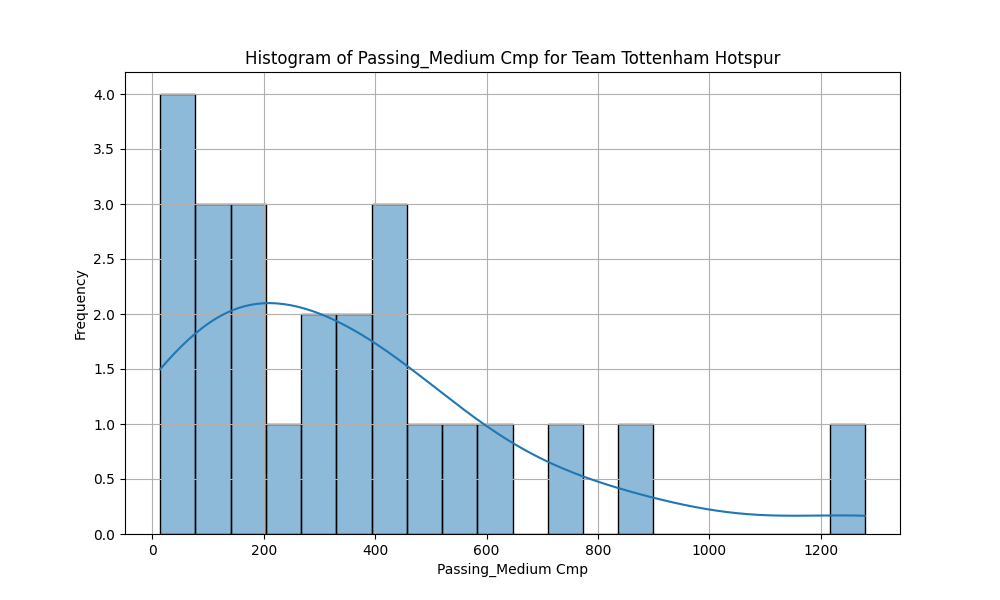 Histogram of Passing_Medium Cmp for Team Tottenham Hotspur
4.0
3.5
3.0
2.5
2.0
1.5
1.0
0.5
0.0
Frequency
0 200 400 600 800 1000 1200
Passing_Medium Cmp